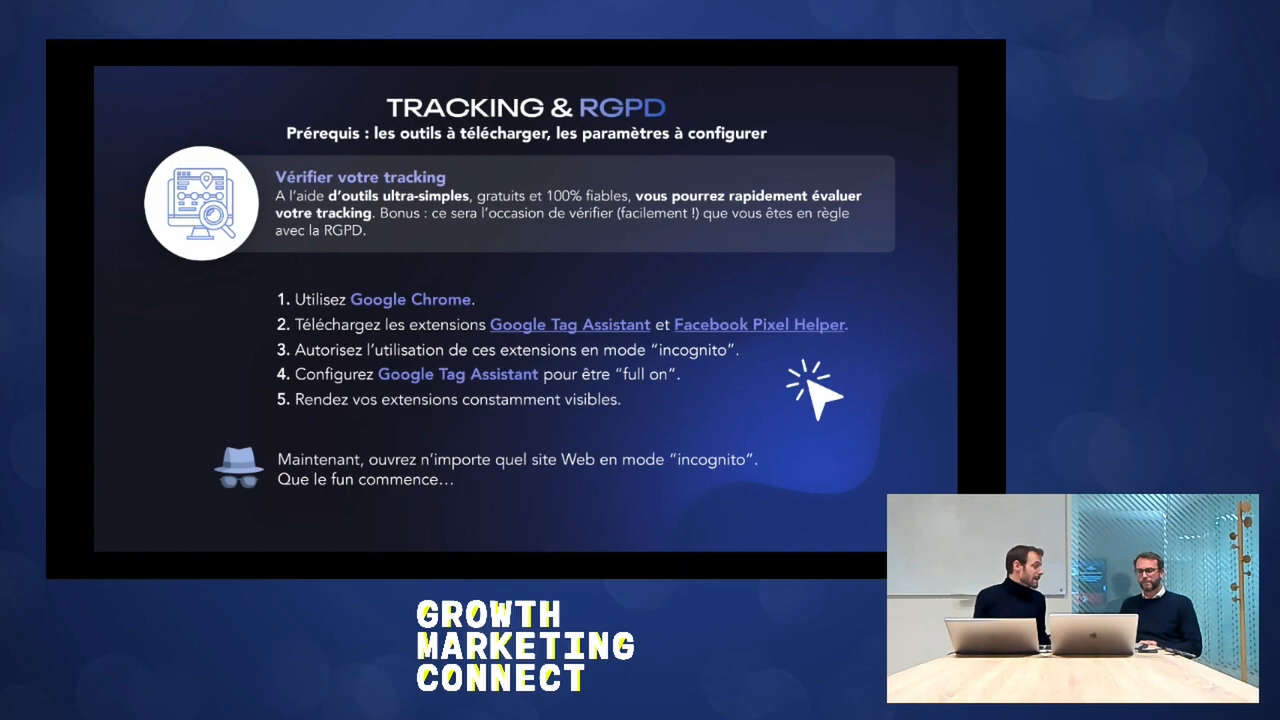 TRACKING & RGPD
Prérequis : les outils à télécharger, les paramètres à configurer
Vérifier votre tracking
A l'aide d'outils ultra-simples, gratuits et 100% fiables, vous pourrez rapidement évaluer
votre tracking. Bonus : ce sera l'occasion de vérifier (facilement !) que vous êtes en règle
avec la RGPD.
1. Utilisez Google Chrome.
2. Téléchargez les extensions Google Tag Assistant et Facebook Pixel Helper.
3. Autorisez l'utilisation de ces extensions en mode “incognito”.
4. Configurez Google Tag Assistant pour être “full on”.
5. Rendez vos extensions constamment visibles.
Maintenant, ouvrez n'importe quel site Web en mode “incognito”.
Que le fun commence…
GROWTH
MARKETING
CONNECT